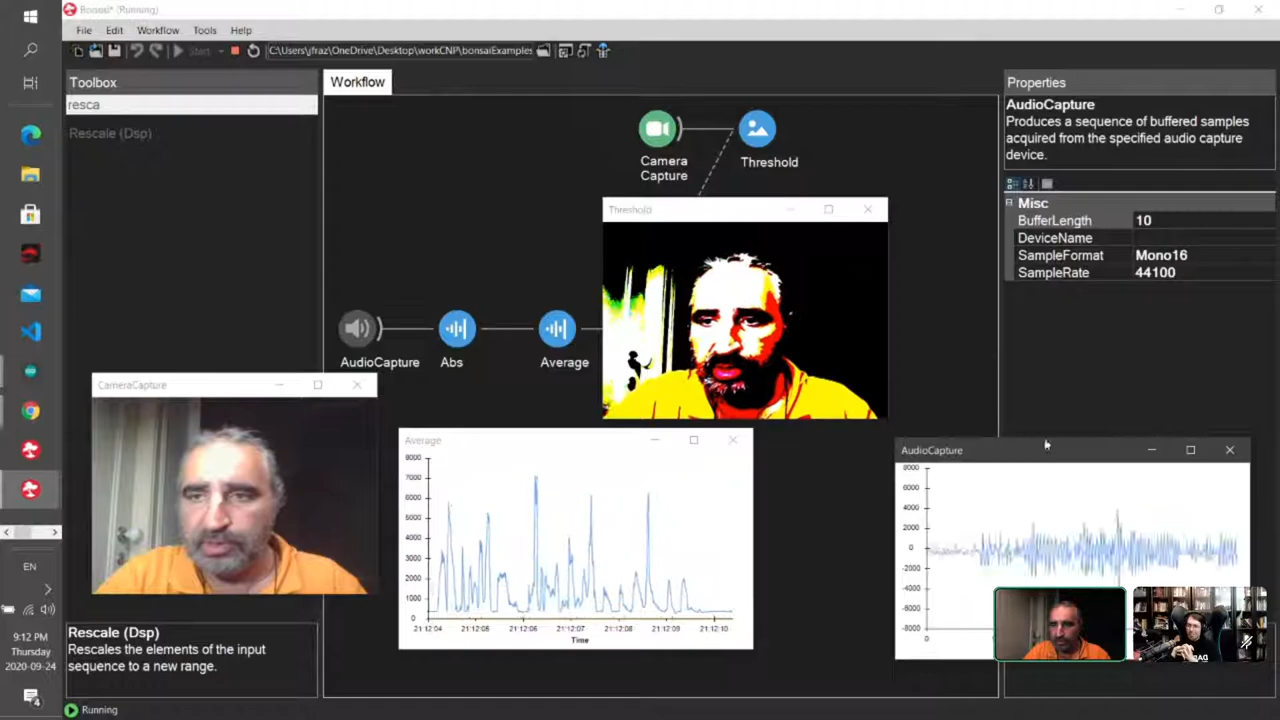 Bonsai* (Running)
File Edit Workflow Tools Help
Start C:\Users\jfraz\OneDrive\Desktop\workCNP\bonsaiExamples
Toolbox
resca
Rescale (Dsp)
Workflow
Camera
Capture
Threshold
Threshold
AudioCapture
Abs
Average
CameraCapture
Average
8000
7000
6000
5000
4000
3000
2000
1000
0
21:12:04 21:12:05 21:12:06 21:12:07 21:12:08 21:12:09 21:12:10
Time
Properties
AudioCapture
Produces a sequence of buffered samples
acquired from the specified audio capture
device.
Misc
BufferLength 10
DeviceName
SampleFormat Mono16
SampleRate 44100
AudioCapture
8000
6000
4000
2000
0
-2000
-4000
-6000
-8000
0
Rescale (Dsp)
Rescales the elements of the input
sequence to a new range.
Running
EN
9:12 PM
Thursday
2020-09-24
4